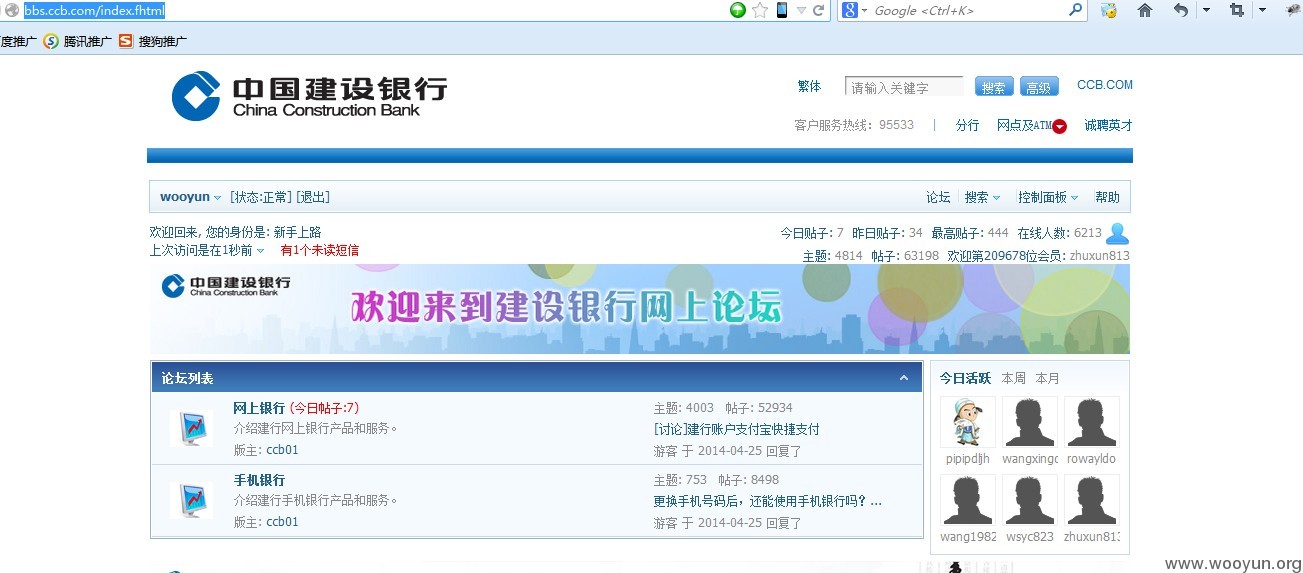 bbs.ccb.com/index.fhtml
Google <Ctrl+K>
度推广 腾讯推广 搜狗推广
中国建设银行
China Construction Bank
繁体 请输入关键字 搜索 高级 CCB.COM
客户服务热线: 95533 | 分行 网点及ATM 诚聘英才
wooyun [状态:正常] [退出] 论坛 搜索 控制面板 帮助
欢迎回来, 您的身份是: 新手上路 今日贴子: 7 昨日贴子: 34 最高贴子: 444 在线人数: 6213
上次访问是在1秒前 有1个未读短信 主题: 4814 帖子: 63198 欢迎第209678位会员: zhuxun813
中国建设银行
China Construction Bank
欢迎来到建设银行网上论坛
论坛列表
网上银行 (今日帖子:7) 主题: 4003 帖子: 52934
介绍建行网上银行产品和服务。 [讨论]建行账户支付宝快捷支付
版主: ccb01 游客 于 2014-04-25 回复了
手机银行 主题: 753 帖子: 8498
介绍建行手机银行产品和服务。 更换手机号码后，还能使用手机银行吗？...
版主: ccb01 游客 于 2014-04-25 回复了
今日活跃 本周 本月
pipipdljh wangxingc rowayldo
wang1982 wsyc823 zhuxun813
www.wooyun.org